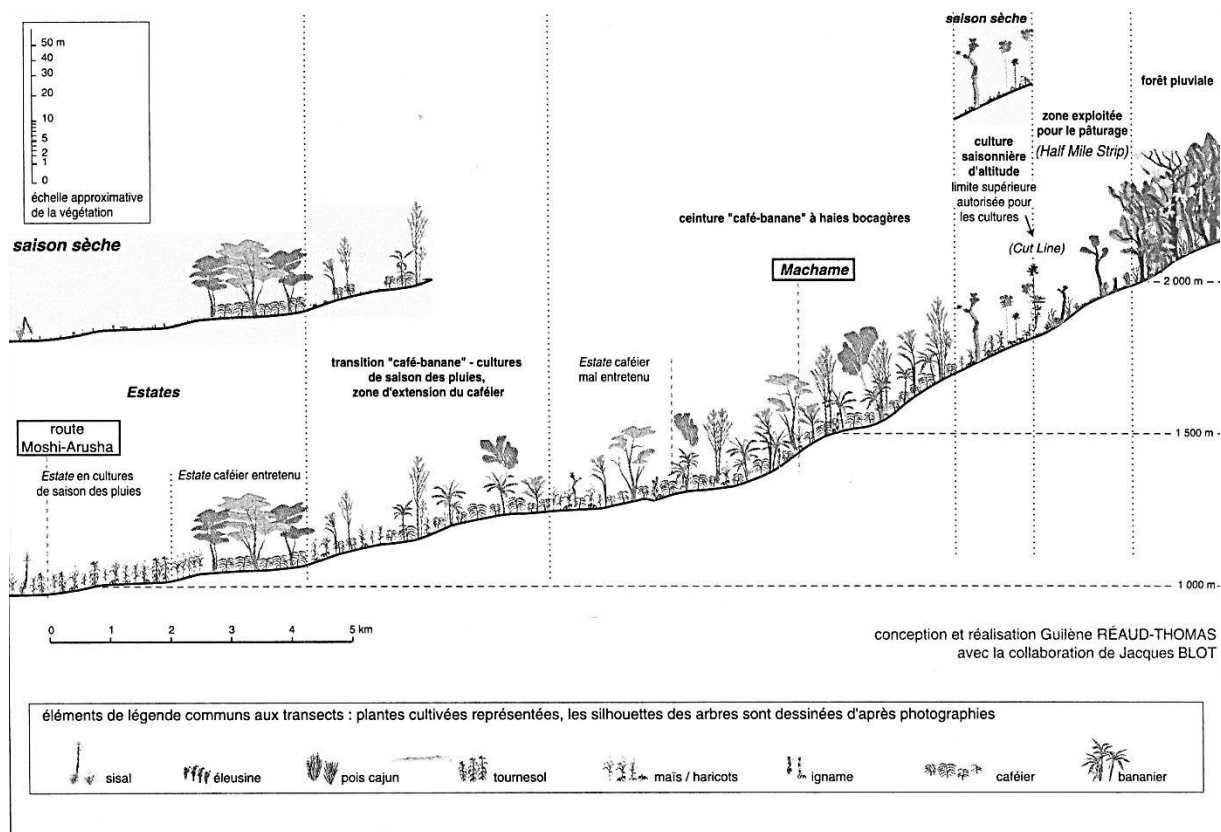 50 m
40
30
20
10
5
2
1
0
échelle approximative
de la végétation
saison sèche
saison sèche
forêt pluviale
zone exploitée
pour le pâturage
(Half Mile Strip)
culture
saisonnière
d'altitude
limite supérieure
autorisée pour
les cultures
(Cut Line)
ceinture "café-banane" à haies bocagères
Machame
2 000 m
Estates
transition "café-banane" - cultures
de saison des pluies,
zone d'extension du caféier
Estate caféier
mal entretenu
route
Moshi-Arusha
1 500 m
Estate en cultures
de saison des pluies
Estate caféier entretenu
1 000 m
0 1 2 3 4 5 km
conception et réalisation Guilène RÉAUD-THOMAS
avec la collaboration de Jacques BLOT
éléments de légende communs aux transects : plantes cultivées représentées, les silhouettes des arbres sont dessinées d'après photographies
sisal éleusine pois cajun tournesol maïs / haricots igname caféier bananier